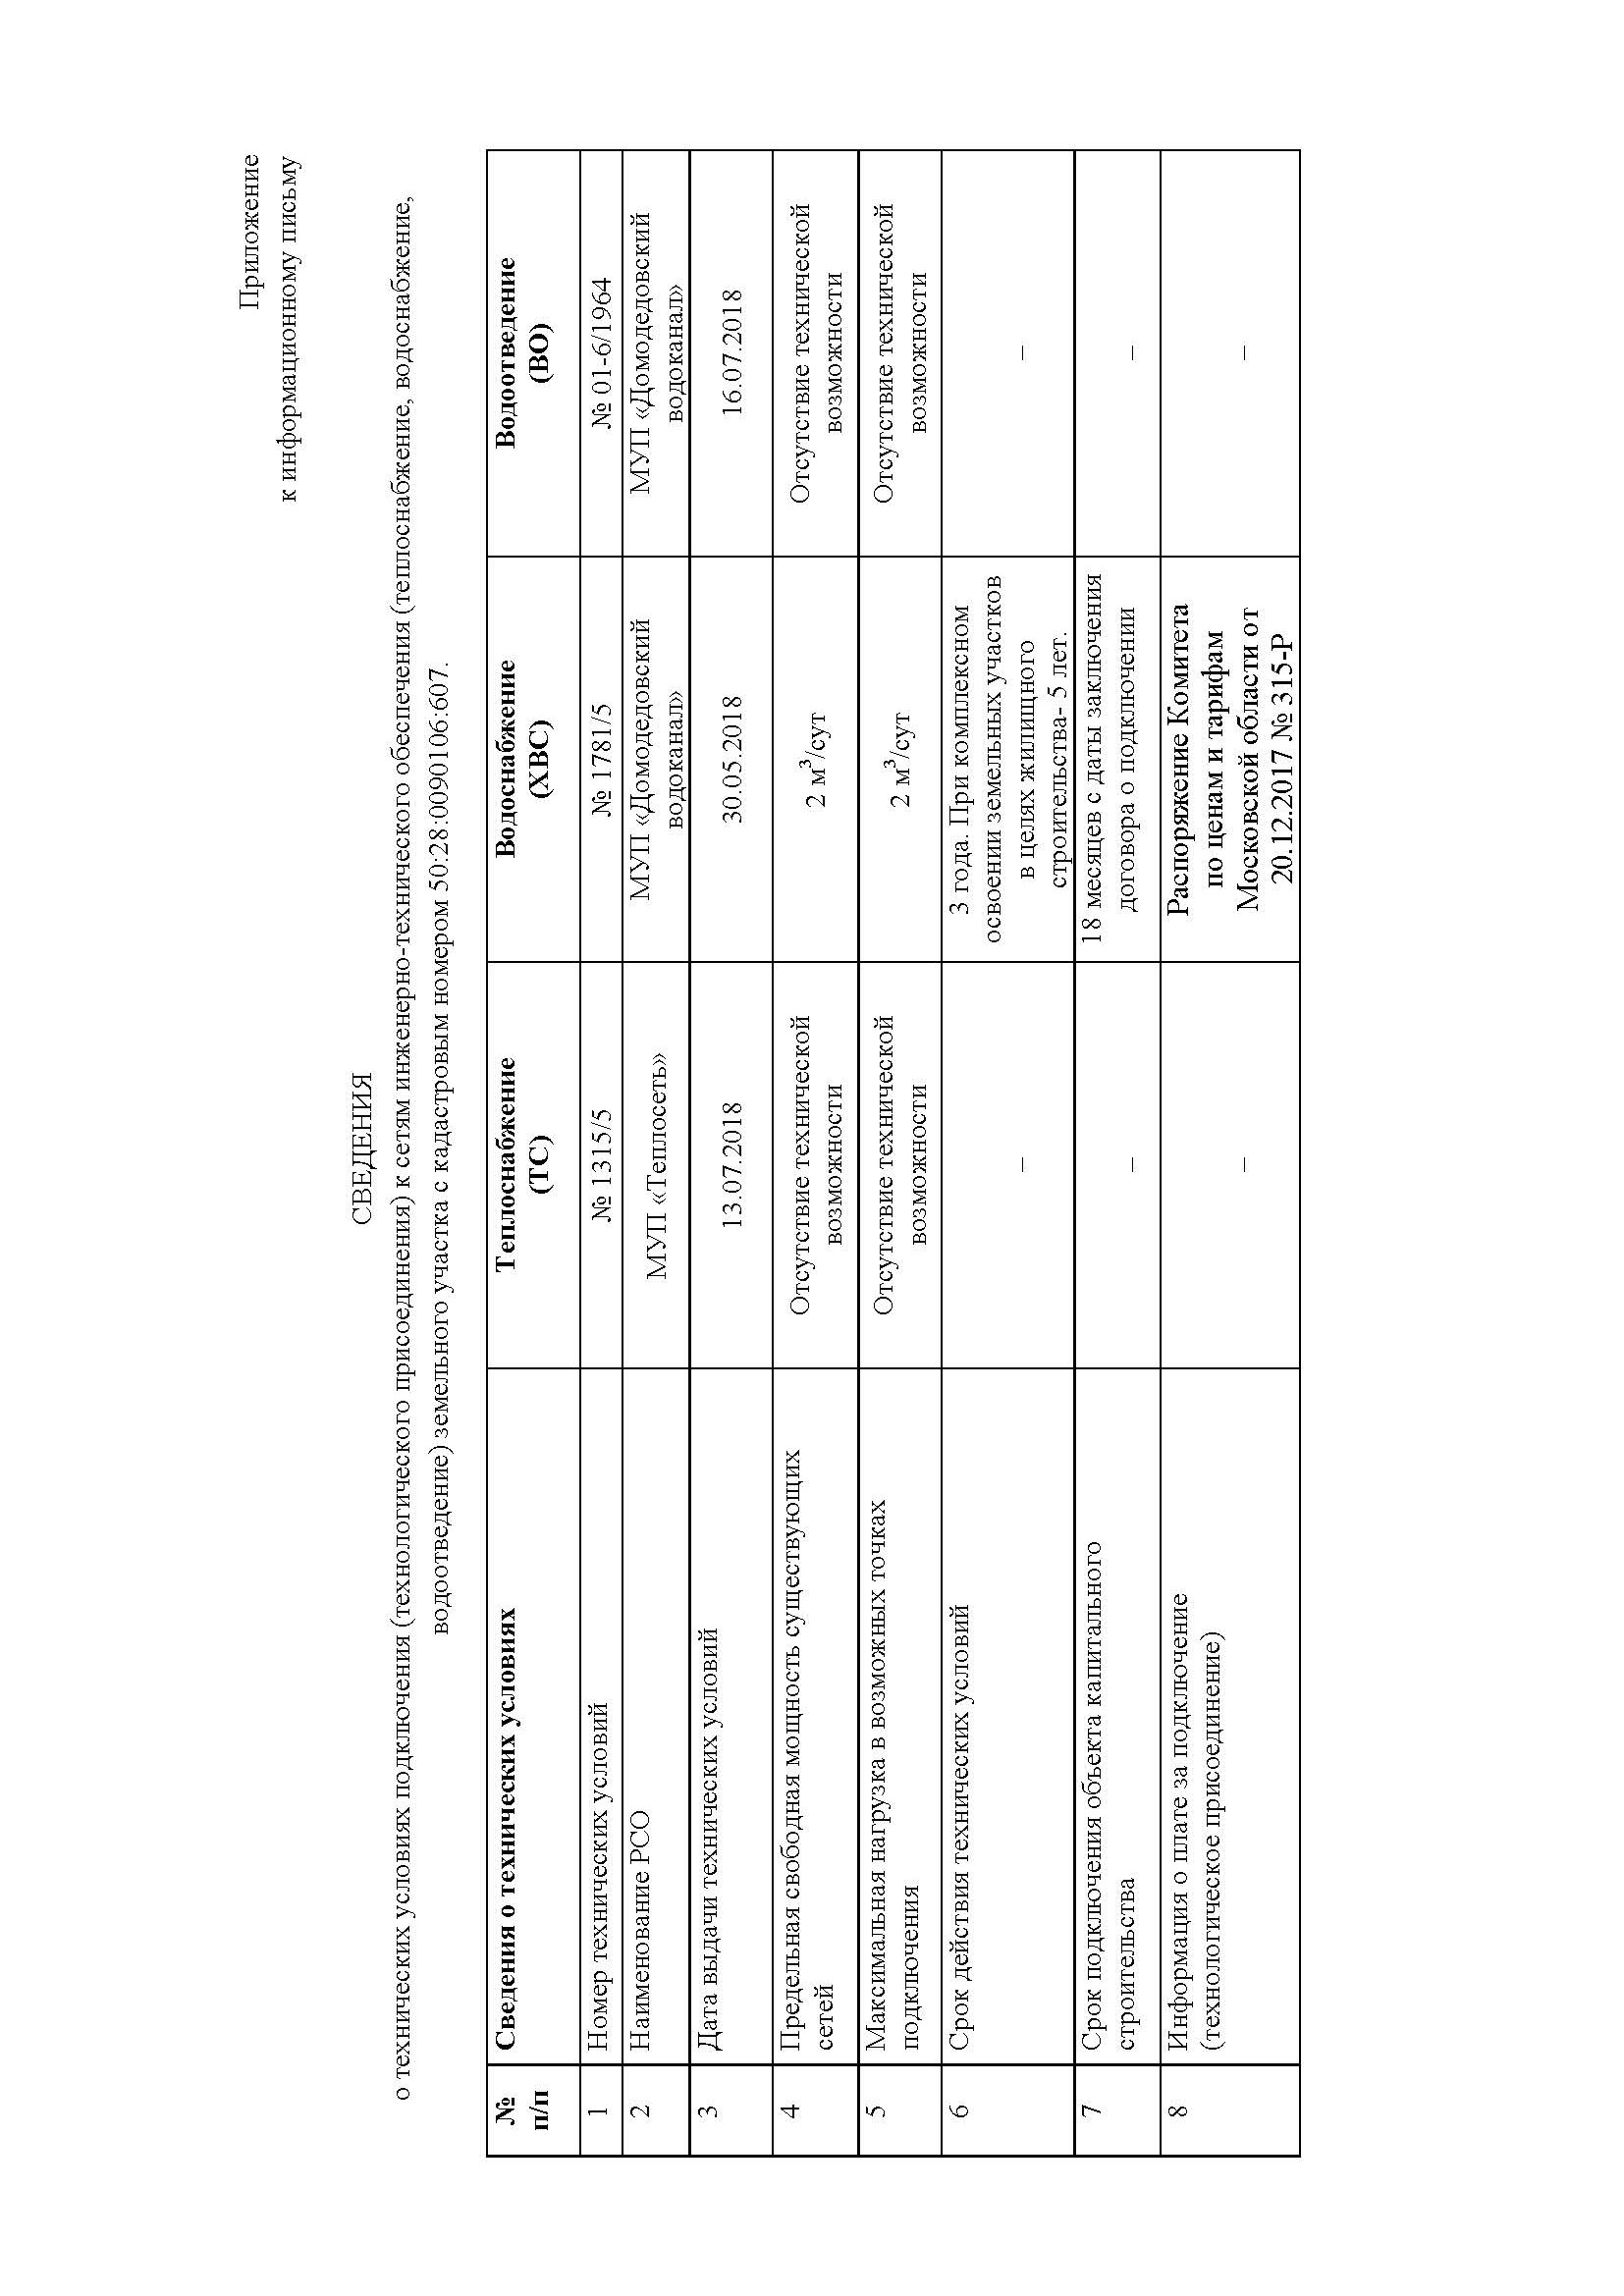 Приложение
к информационному письму
СВЕДЕНИЯ
о технических условиях подключения (технологического присоединения) к сетям инженерно-технического обеспечения (теплоснабжение, водоснабжение,
водоотведение) земельного участка с кадастровым номером 50:28:0090106:607.
№
п/п
Сведения о технических условиях
Теплоснабжение
(ТС)
Водоснабжение
(ХВС)
Водоотведение
(ВО)
1
Номер технических условий
№ 1315/5
№ 1781/5
№ 01-6/1964
2
Наименование РСО
МУП «Теплосеть»
МУП «Домодедовский
водоканал»
МУП «Домодедовский
водоканал»
3
Дата выдачи технических условий
13.07.2018
30.05.2018
16.07.2018
4
Предельная свободная мощность существующих
сетей
Отсутствие технической
возможности
2 м³/сут
Отсутствие технической
возможности
5
Максимальная нагрузка в возможных точках
подключения
Отсутствие технической
возможности
2 м³/сут
Отсутствие технической
возможности
6
Срок действия технических условий
–
3 года. При комплексном
освоении земельных участков
в целях жилищного
строительства- 5 лет.
–
7
Срок подключения объекта капитального
строительства
–
18 месяцев с даты заключения
договора о подключении
–
8
Информация о плате за подключение
(технологическое присоединение)
–
Распоряжение Комитета
по ценам и тарифам
Московской области от
20.12.2017 № 315-Р
–